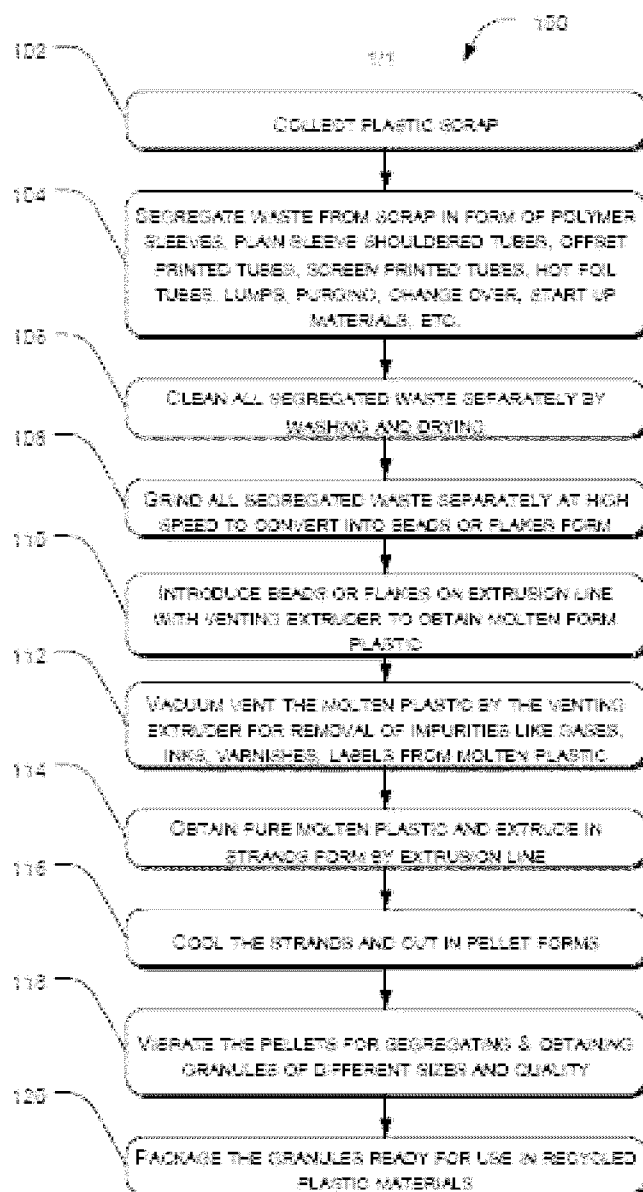 100
1/1
102
COLLECT PLASTIC SCRAP
104
SEGREGATE WASTE FROM SCRAP IN FORM OF POLYMER
SLEEVES, PLAIN SLEEVE SHOULDERED TUBES, OFFSET
PRINTED TUBES, SCREEN PRINTED TUBES, HOT FOIL
TUBES, LUMPS, PURGING, CHANGE OVER, START UP
MATERIALS, ETC.
106
CLEAN ALL SEGREGATED WASTE SEPARATELY BY
WASHING AND DRYING
108
GRIND ALL SEGREGATED WASTE SEPARATELY AT HIGH
SPEED TO CONVERT INTO BEADS OR FLAKES FORM
110
INTRODUCE BEADS OR FLAKES ON EXTRUSION LINE
WITH VENTING EXTRUDER TO OBTAIN MOLTEN FORM
PLASTIC
112
VACUUM VENT THE MOLTEN PLASTIC BY THE VENTING
EXTRUDER FOR REMOVAL OF IMPURITIES LIKE GASES,
INKS, VARNISHES, LABELS FROM MOLTEN PLASTIC
114
OBTAIN PURE MOLTEN PLASTIC AND EXTRUDE IN
STRANDS FORM BY EXTRUSION LINE
116
COOL THE STRANDS AND CUT IN PELLET FORMS
118
VIBRATE THE PELLETS FOR SEGREGATING & OBTAINING
GRANULES OF DIFFERENT SIZES AND QUALITY
120
PACKAGE THE GRANULES READY FOR USE IN RECYCLED
PLASTIC MATERIALS